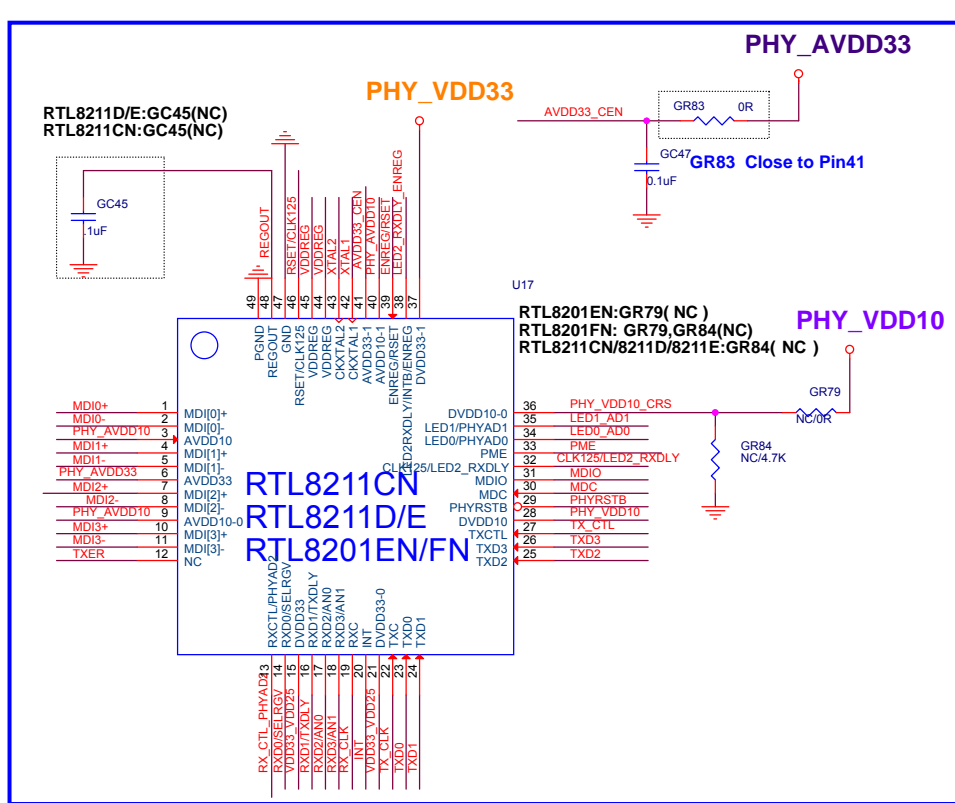 PHY_AVDD33
PHY_VDD33
AVDD33_CEN
GR83
0R
RTL8211D/E:GC45(NC)
RTL8211CN:GC45(NC)
GC47
0.1uF
GR83 Close to Pin41
GC45
.1uF
REGOUT
RSET/CLK125
VDDREG
VDDREG
XTAL2
XTAL1
AVDD33_CEN
PHY_AVDD10
ENREG/RSET
LED2_RXDLY_ENREG
49
48
47
46
45
44
43
42
41
40
39
38
37
U17
RTL8201EN:GR79( NC )
RTL8201FN: GR79,GR84(NC)
RTL8211CN/8211D/8211E:GR84( NC )
PHY_VDD10
PGND
REGOUT
GND
RSET/CLK125
VDDREG
VDDREG
CKXTAL2
CKXTAL1
AVDD33-1
AVDD10-1
ENREG/RSET
LED2RXDLY/INTB/ENREG
DVDD33-1
GR79
NC/0R
GR84
NC/4.7K
MDI0+ 1 MDI[0]+
MDI0- 2 MDI[0]-
PHY_AVDD10 3 AVDD10
MDI1+ 4 MDI[1]+
MDI1- 5 MDI[1]-
PHY_AVDD33 6 AVDD33
MDI2+ 7 MDI[2]+
MDI2- 8 MDI[2]-
PHY_AVDD10 9 AVDD10-0
MDI3+ 10 MDI[3]+
MDI3- 11 MDI[3]-
TXER 12 NC
DVDD10-0 36 PHY_VDD10_CRS
LED1/PHYAD1 35 LED1_AD1
LED0/PHYAD0 34 LED0_AD0
PME 33 PME
CLK125/LED2_RXDLY 32 CLK125/LED2_RXDLY
MDIO 31 MDIO
MDC 30 MDC
PHYRSTB 29 PHYRSTB
DVDD10 28 PHY_VDD10
TXCTL 27 TX_CTL
TXD3 26 TXD3
TXD2 25 TXD2
RTL8211CN
RTL8211D/E
RTL8201EN/FN
RXCTL/PHYAD2
RXD0/SELRGV
DVDD33
RXD1/TXDLY
RXD2/AN0
RXD3/AN1
RXC
INT
DVDD33-0
TXC
TXD0
TXD1
13
14
15
16
17
18
19
20
21
22
23
24
RX_CTL_PHYAD2
RXD0/SELRGV
VDD33_VDD25
RXD1/TXDLY
RXD2/AN0
RXD3/AN1
RX_CLK
INT
VDD33_VDD25
TX_CLK
TXD0
TXD1